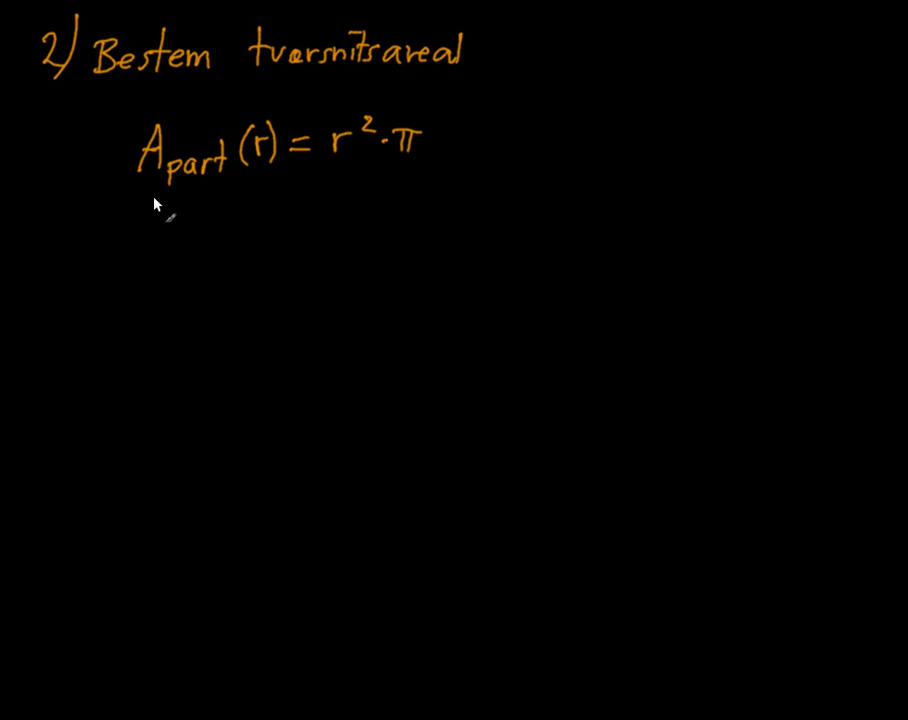 2) Bestem tværsnitsareal
A_part (r) = r² · π